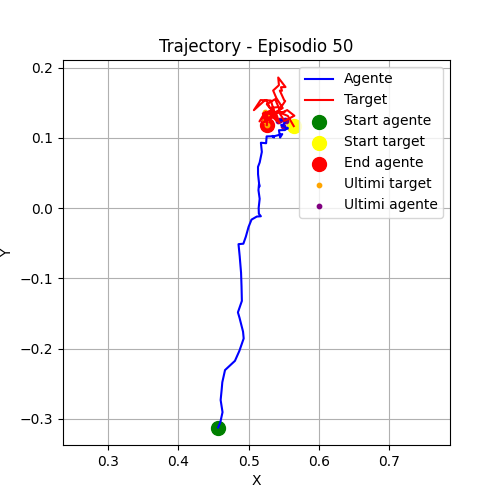 Trajectory - Episodio 50
Agente
Target
Start agente
Start target
End agente
Ultimi target
Ultimi agente
0.2
0.1
0.0
−0.1
−0.2
−0.3
Y
0.3 0.4 0.5 0.6 0.7
X